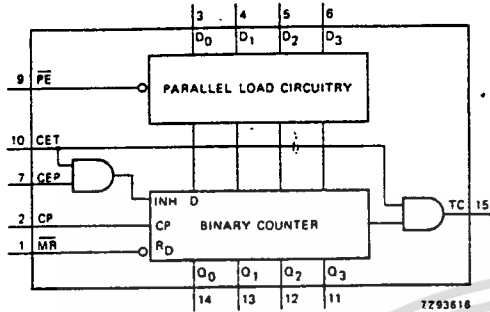 3 4 5 6
D0 D1 D2 D3
9 PE
PARALLEL LOAD CIRCUITRY
10 CET
7 CEP
INH D
2 CP
CP BINARY COUNTER
TC 15
1 MR
RD
Q0 Q1 Q2 Q3
14 13 12 11
7Z93616